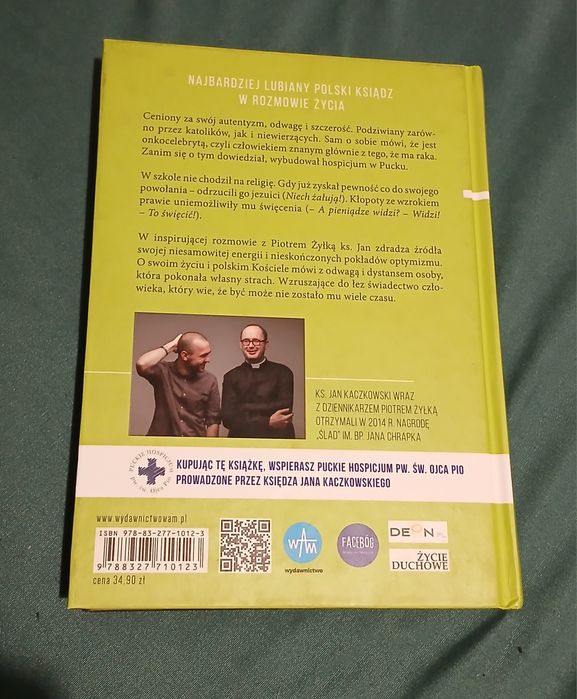 NAJBARDZIEJ LUBIANY POLSKI KSIĄDZ
W ROZMOWIE ŻYCIA
Ceniony za swój autentyzm, odwagę i szczerość. Podziwiany zarów-
no przez katolików, jak i niewierzących. Sam o sobie mówi, że jest
onkocelebrytą, czyli człowiekiem znanym głównie z tego, że ma raka.
Zanim się o tym dowiedział, wybudował hospicjum w Pucku.
W szkole nie chodził na religię. Gdy już zyskał pewność co do swojego
powołania – odrzucili go jezuici (Niech żałują!). Kłopoty ze wzrokiem
prawie uniemożliwiły mu święcenia (– A pieniądze widzi? – Widzi!
– To święcić!).
W inspirującej rozmowie z Piotrem Żyłką ks. Jan zdradza źródła
swojej niesamowitej energii i nieskończonych pokładów optymizmu.
O swoim życiu i polskim Kościele mówi z odwagą i dystansem osoby,
która pokonała własny strach. Wzruszające do łez świadectwo czło-
wieka, który wie, że być może nie zostało mu wiele czasu.
KS. JAN KACZKOWSKI WRAZ
Z DZIENNIKARZEM PIOTREM ŻYŁKĄ
OTRZYMALI W 2014 R. NAGRODĘ
„ŚLAD” IM. BP. JANA CHRAPKA
PUCKIE HOSPICJUM
pw. św. Ojca Pio
KUPUJĄC TĘ KSIĄŻKĘ, WSPIERASZ PUCKIE HOSPICJUM PW. ŚW. OJCA PIO
PROWADZONE PRZEZ KSIĘDZA JANA KACZKOWSKIEGO
www.wydawnictwowam.pl
ISBN 978-83-277-1012-3
9 788327 710123
cena 34,90 zł
WAM
wydawnictwo
FACEBÓG
DEON.PL
ŻYCIE
DUCHOWE